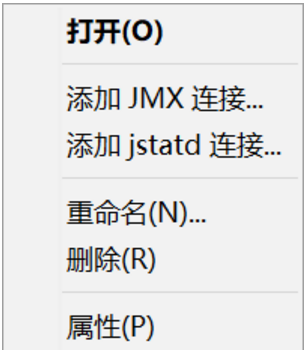 打开(O)
添加 JMX 连接...
添加 jstatd 连接...
重命名(N)...
删除(R)
属性(P)